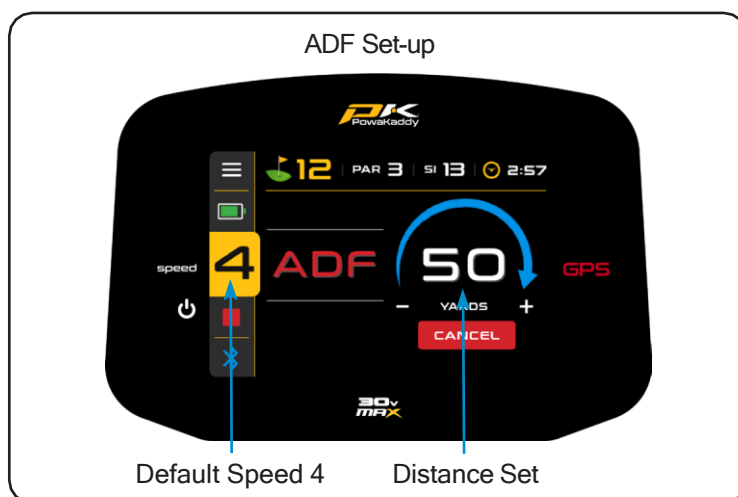 ADF Set-up
PK
PowaKaddy
12 PAR 3 SI 13 2:57
speed 4 ADF 50 GPS
- YARDS +
CANCEL
30V
MAX
Default Speed 4 Distance Set